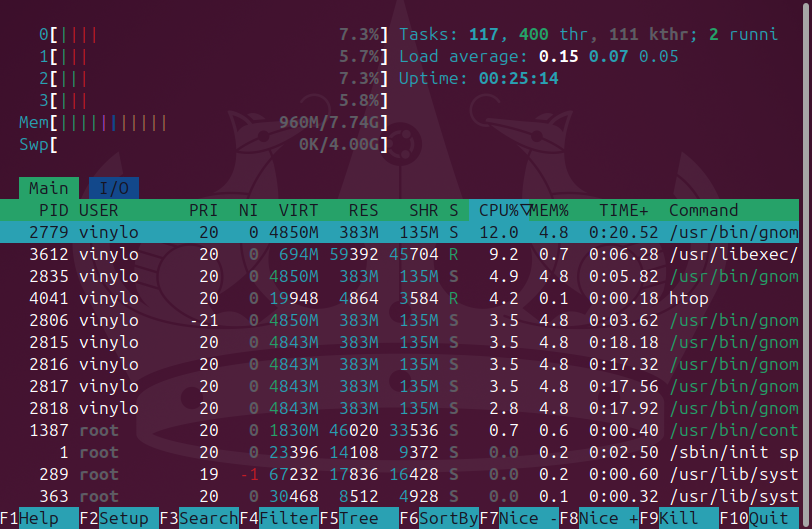 0[|||| 7.3%] Tasks: 117, 400 thr, 111 kthr; 2 runni
1[||| 5.7%] Load average: 0.15 0.07 0.05
2[||| 7.3%] Uptime: 00:25:14
3[||| 5.8%]
Mem[||||||||||| 960M/7.74G]
Swp[ 0K/4.00G]
Main I/O
PID USER PRI NI VIRT RES SHR S CPU%▽MEM% TIME+ Command
2779 vinylo 20 0 4850M 383M 135M S 12.0 4.8 0:20.52 /usr/bin/gnom
3612 vinylo 20 0 694M 59392 45704 R 9.2 0.7 0:06.28 /usr/libexec/
2835 vinylo 20 0 4850M 383M 135M S 4.9 4.8 0:05.82 /usr/bin/gnom
4041 vinylo 20 0 19948 4864 3584 R 4.2 0.1 0:00.18 htop
2806 vinylo -21 0 4850M 383M 135M S 3.5 4.8 0:03.62 /usr/bin/gnom
2815 vinylo 20 0 4843M 383M 135M S 3.5 4.8 0:18.18 /usr/bin/gnom
2816 vinylo 20 0 4843M 383M 135M S 3.5 4.8 0:17.32 /usr/bin/gnom
2817 vinylo 20 0 4843M 383M 135M S 3.5 4.8 0:17.56 /usr/bin/gnom
2818 vinylo 20 0 4843M 383M 135M S 2.8 4.8 0:17.92 /usr/bin/gnom
1387 root 20 0 1830M 46020 33536 S 0.7 0.6 0:00.40 /usr/bin/cont
1 root 20 0 23396 14108 9372 S 0.0 0.2 0:02.50 /sbin/init sp
289 root 19 -1 67232 17836 16428 S 0.0 0.2 0:00.60 /usr/lib/syst
363 root 20 0 30468 8512 4928 S 0.0 0.1 0:00.32 /usr/lib/syst
F1Help F2Setup F3SearchF4FilterF5Tree F6SortByF7Nice -F8Nice +F9Kill F10Quit